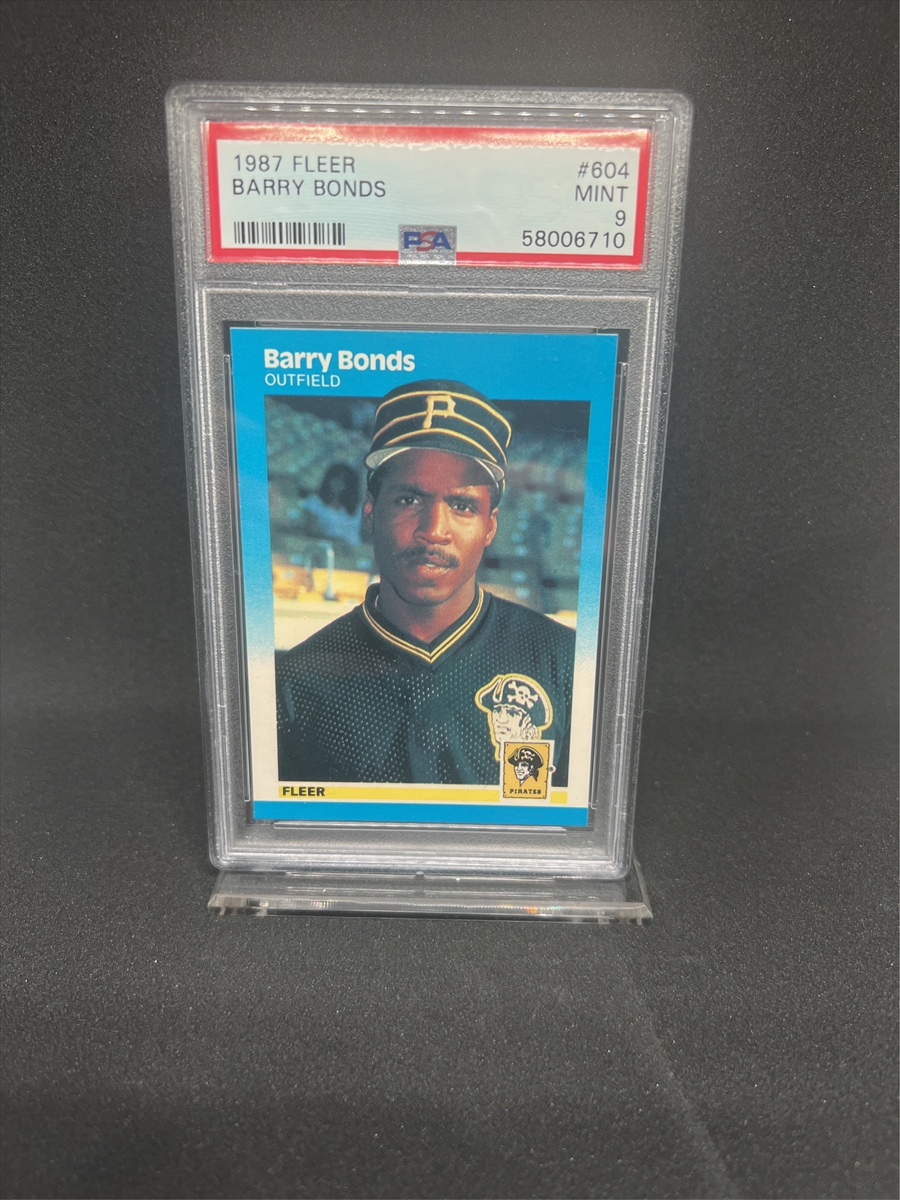 1987 FLEER #604
BARRY BONDS MINT
9
PSA 58006710
Barry Bonds
OUTFIELD
P
FLEER
PIRATES